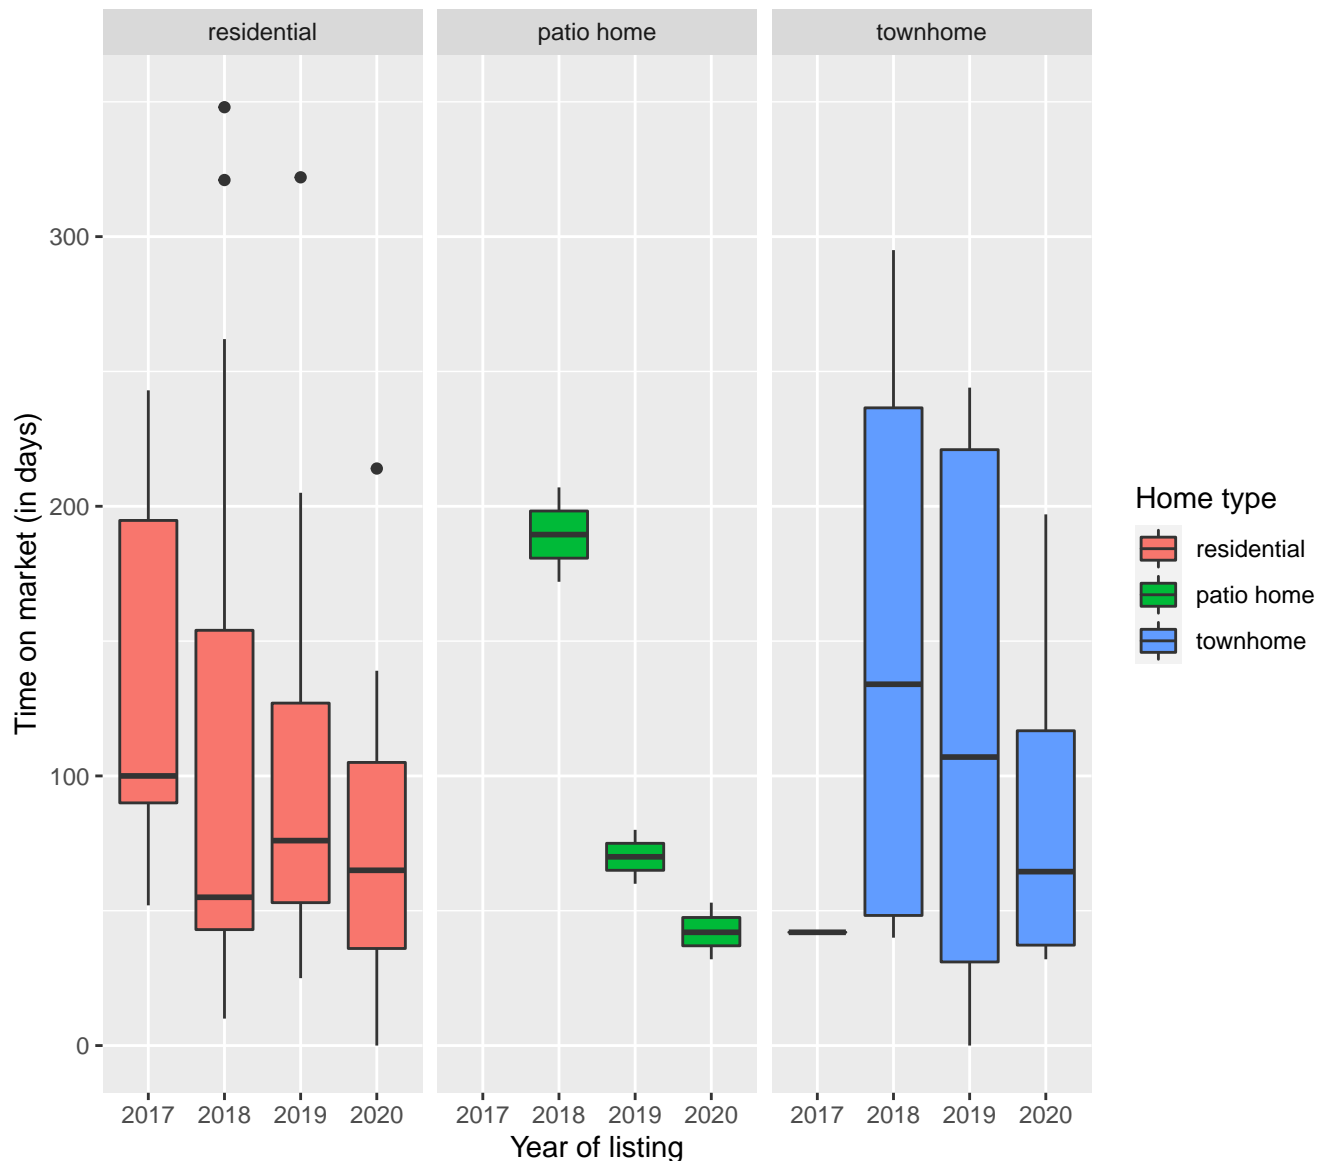 residential patio home townhome
Time on market (in days)
300
200
100
0
2017 2018 2019 2020 2017 2018 2019 2020 2017 2018 2019 2020
Year of listing
Home type
residential
patio home
townhome